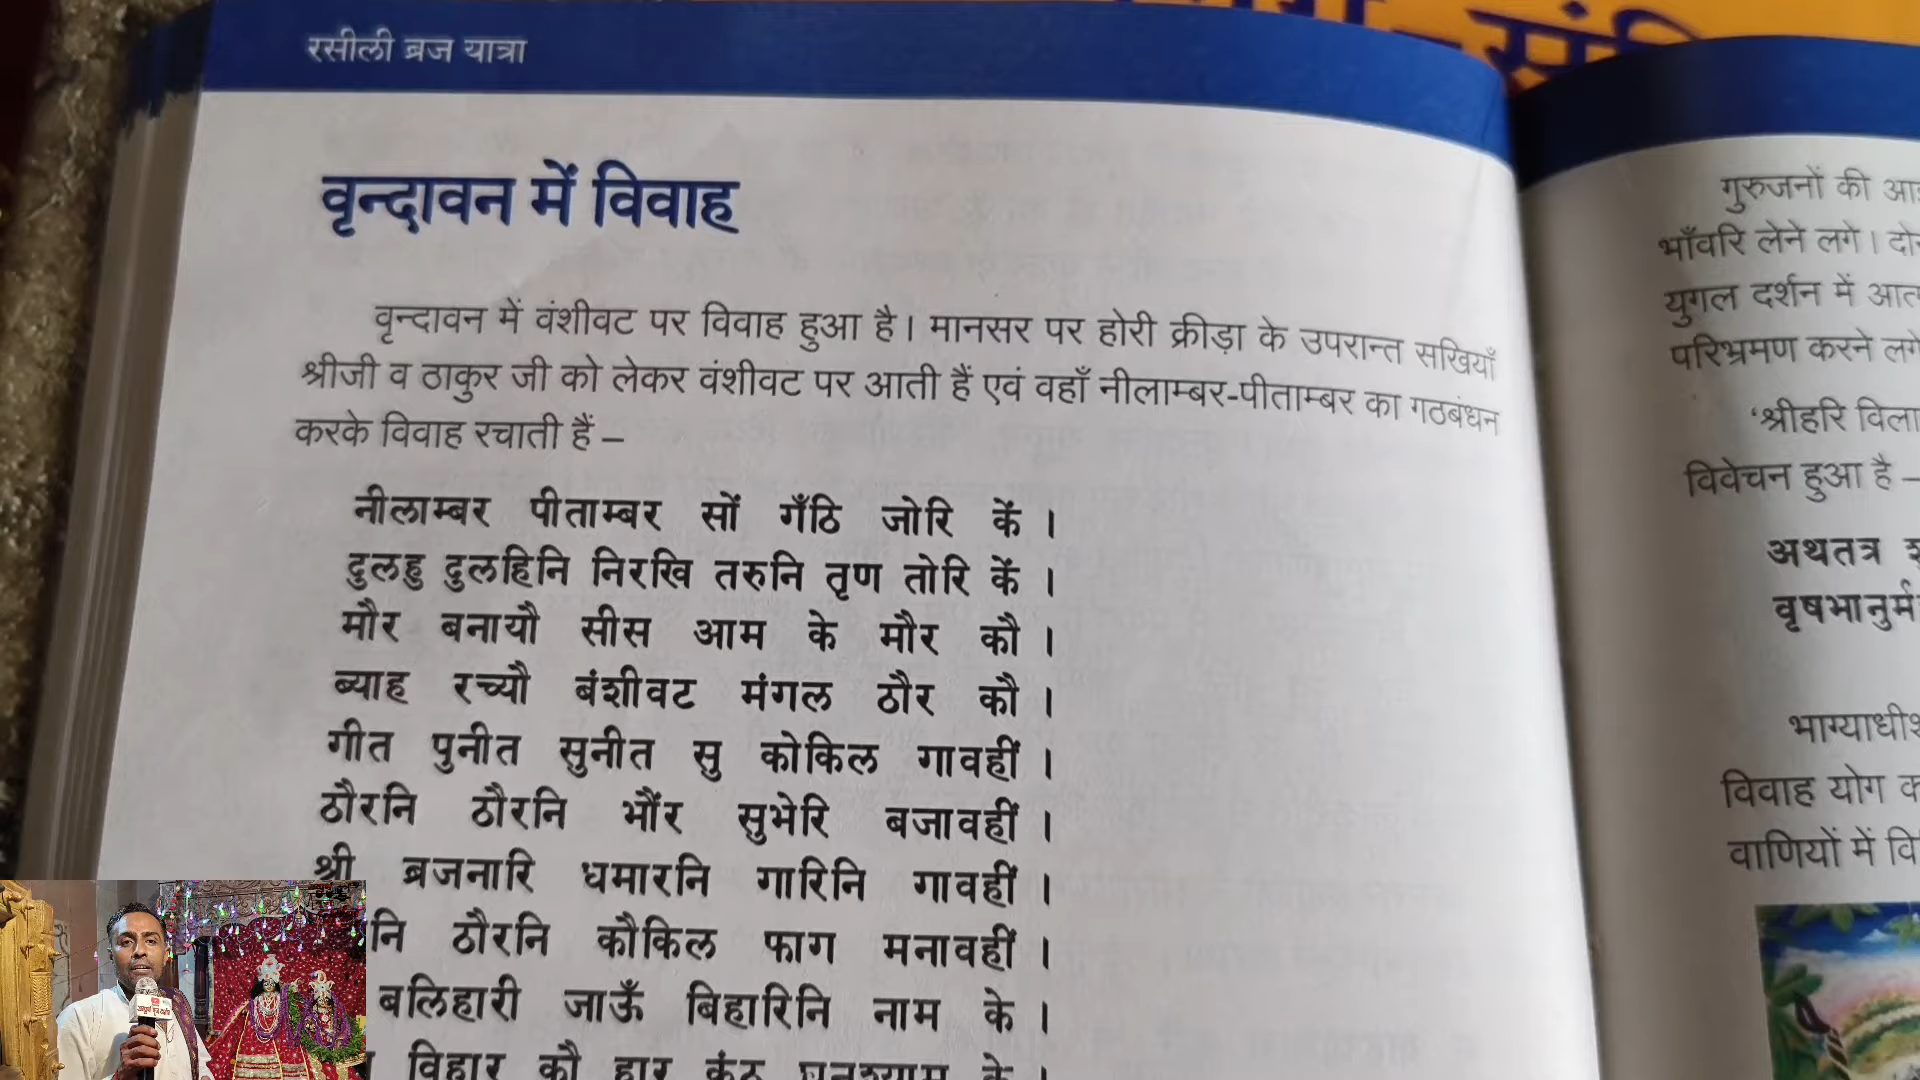 रसीली ब्रज यात्रा
वृन्दावन में विवाह
वृन्दावन में वंशीवट पर विवाह हुआ है। मानसर पर होरी क्रीड़ा के उपरान्त सखियाँ
श्रीजी व ठाकुर जी को लेकर वंशीवट पर आती हैं एवं वहाँ नीलाम्बर-पीताम्बर का गठबंधन
करके विवाह रचाती हैं –
नीलाम्बर पीताम्बर सों गँठि जोरि कें ।
दुलहु दुलहिनि निरखि तरुनि तृण तोरि कें ।
मौर बनायौ सीस आम के मौर कौ ।
ब्याह रच्यौ बंशीवट मंगल ठौर कौ ।
गीत पुनीत सुनीत सु कोकिल गावहीं ।
ठौरनि ठौरनि भौंर सुभेरि बजावहीं ।
श्री ब्रजनारि धमारनि गारिनि गावहीं ।
नि ठौरनि कौकिल फाग मनावहीं ।
बलिहारी जाऊँ बिहारिनि नाम के ।
विहार कौ हार कंठ घनश्याम के ।
गुरुजनों की
भाँवरि लेने लगे।
युगल दर्शन में
परिभ्रमण करने लगे
‘श्रीहरि
विवेचन हुआ है –
अथतत्र
वृषभानुर्म
विवाह योग
वाणियों में